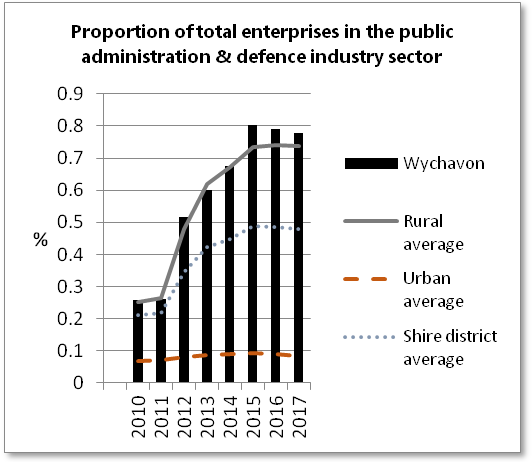 Proportion of total enterprises in the public
administration & defence industry sector
0.9
0.8
0.7
0.6
0.5
0.4
0.3
0.2
0.1
0
%
2010
2011
2012
2013
2014
2015
2016
2017
Wychavon
Rural
average
Urban
average
Shire district
average